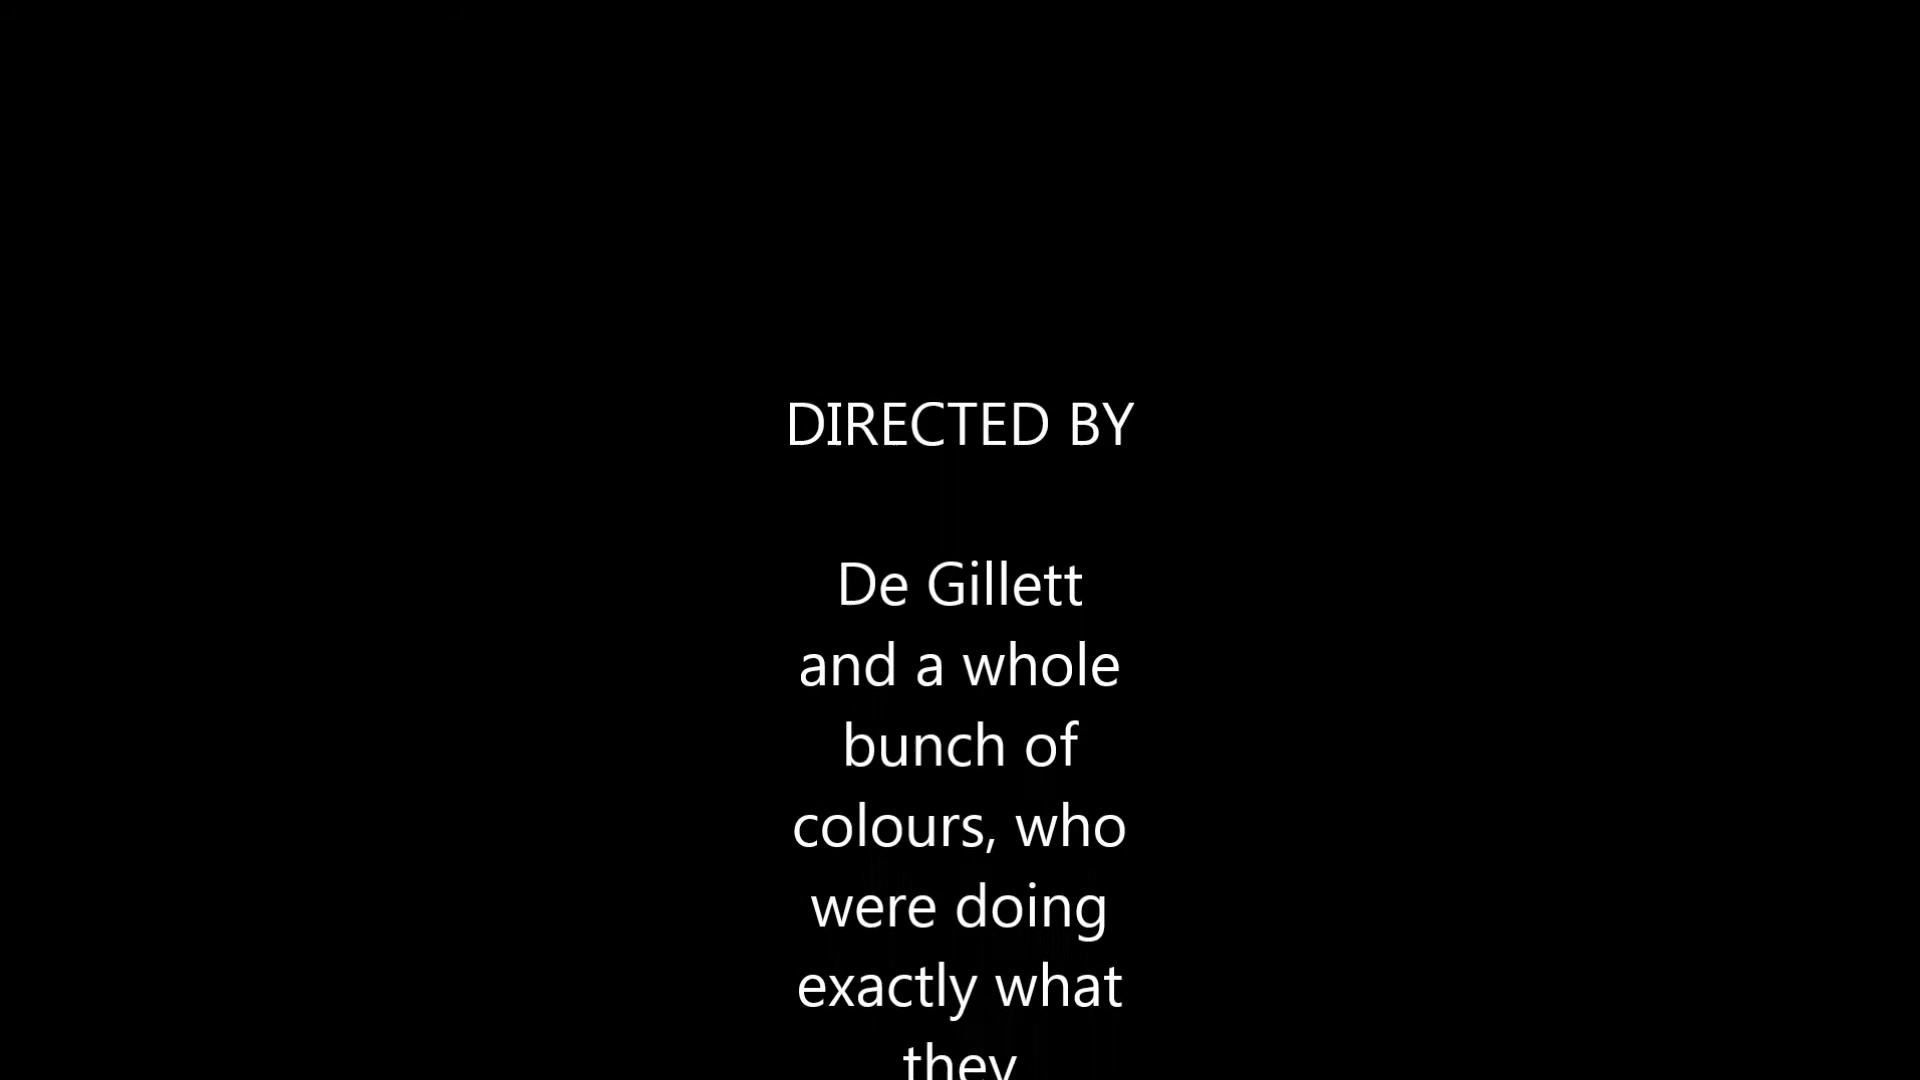 DIRECTED BY
De Gillett
and a whole
bunch of
colours, who
were doing
exactly what
they